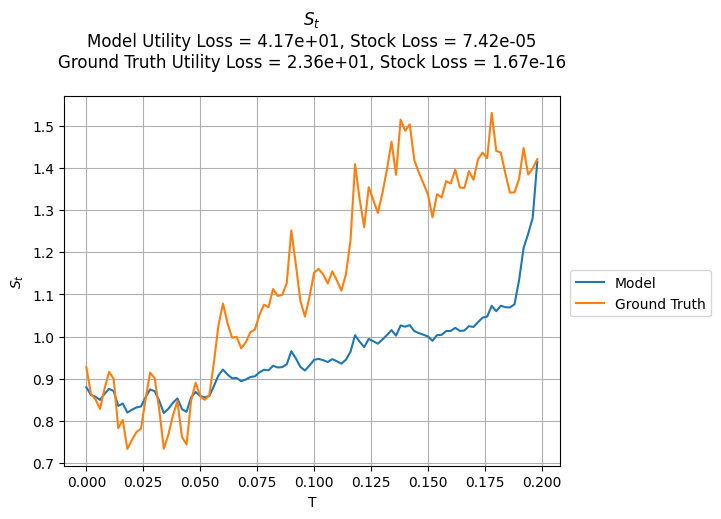 S_t
Model Utility Loss = 4.17e+01, Stock Loss = 7.42e-05
Ground Truth Utility Loss = 2.36e+01, Stock Loss = 1.67e-16
1.5
1.4
1.3
1.2
1.1
1.0
0.9
0.8
0.7
S_t
0.000 0.025 0.050 0.075 0.100 0.125 0.150 0.175 0.200
T
Model
Ground Truth